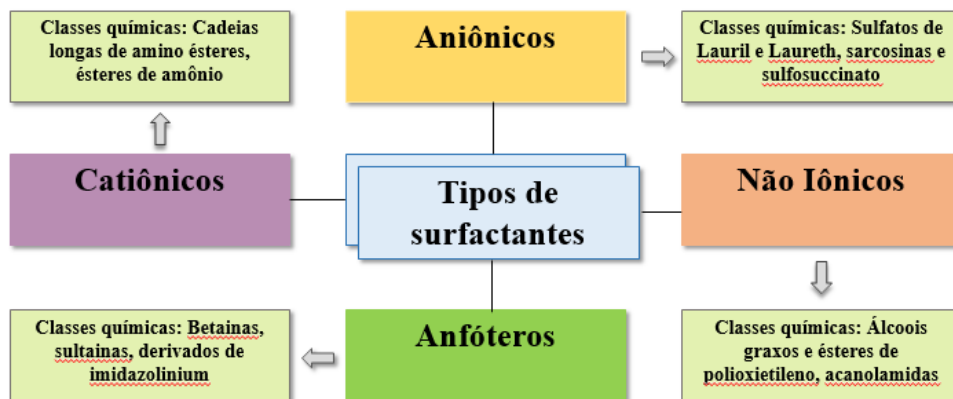 Classes químicas: Cadeias
longas de amino ésteres,
ésteres de amônio
Aniônicos
Classes químicas: Sulfatos de
Lauril e Laureth, sarcosinas e
sulfosuccinato
Catiônicos
Tipos de
surfactantes
Não Iônicos
Classes químicas: Betainas,
sultainas, derivados de
imidazolinium
Anfóteros
Classes químicas: Álcoois
graxos e ésteres de
polioxietileno, acanolamidas